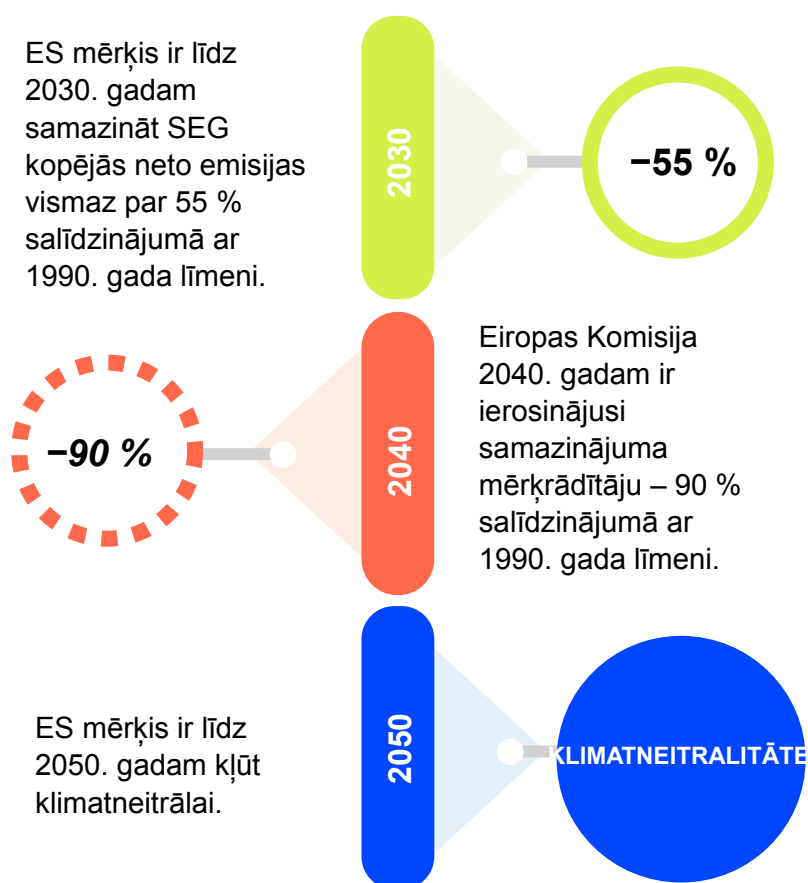 ES mērķis ir līdz
2030. gadam
samazināt SEG
kopējās neto emisijas
vismaz par 55 %
salīdzinājumā ar
1990. gada līmeni.
2030
−55 %
−90 %
2040
Eiropas Komisija
2040. gadam ir
ierosinājusi
samazinājuma
mērķrādītāju – 90 %
salīdzinājumā ar
1990. gada līmeni.
ES mērķis ir līdz
2050. gadam kļūt
klimatneitrālai.
2050
KLIMATNEITRALITĀTE